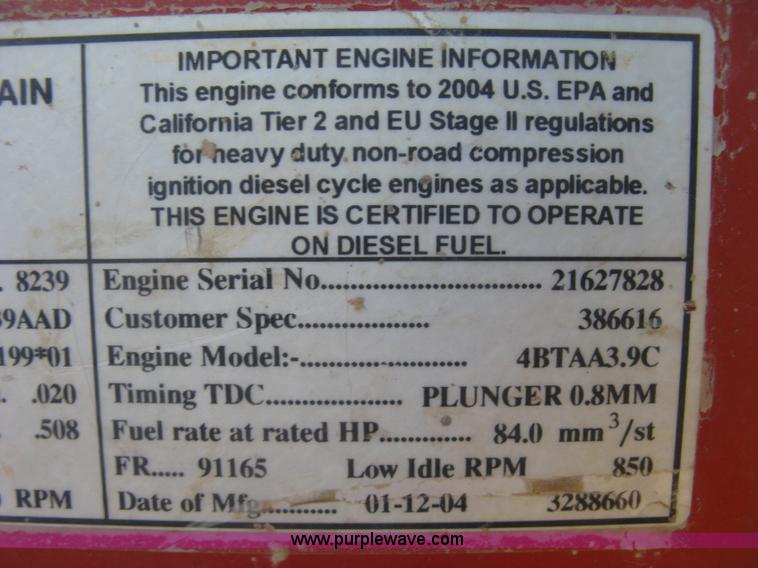 IMPORTANT ENGINE INFORMATION
This engine conforms to 2004 U.S. EPA and
California Tier 2 and EU Stage II regulations
for heavy duty non-road compression
ignition diesel cycle engines as applicable.
THIS ENGINE IS CERTIFIED TO OPERATE
ON DIESEL FUEL.
AIN
. 8239 Engine Serial No.................................. 21627828
39AAD Customer Spec.................... 386616
199*01 Engine Model:-......................... 4BTAA3.9C
. .020 Timing TDC..................... PLUNGER 0.8MM
. .508 Fuel rate at rated HP.............. 84.0 mm³/st
FR..... 91165 Low Idle RPM 850
RPM Date of Mfg............ 01-12-04 3288660
www.purplewave.com